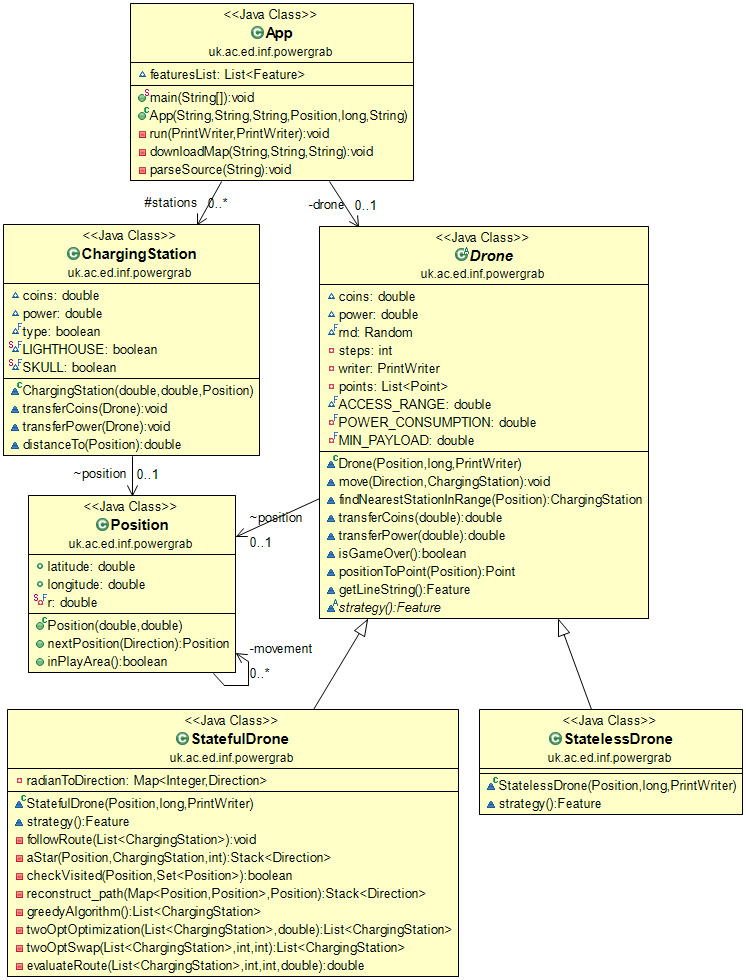 <<Java Class>>
App
uk.ac.ed.inf.powergrab
featuresList: List<Feature>
main(String[]):void
App(String,String,String,Position,long,String)
run(PrintWriter,PrintWriter):void
downloadMap(String,String,String):void
parseSource(String):void
#stations 0..*
-drone 0..1
<<Java Class>>
ChargingStation
uk.ac.ed.inf.powergrab
coins: double
power: double
type: boolean
LIGHTHOUSE: boolean
SKULL: boolean
ChargingStation(double,double,Position)
transferCoins(Drone):void
transferPower(Drone):void
distanceTo(Position):double
<<Java Class>>
Drone
uk.ac.ed.inf.powergrab
coins: double
power: double
rnd: Random
steps: int
writer: PrintWriter
points: List<Point>
ACCESS_RANGE: double
POWER_CONSUMPTION: double
MIN_PAYLOAD: double
Drone(Position,long,PrintWriter)
move(Direction,ChargingStation):void
findNearestStationInRange(Position):ChargingStation
transferCoins(double):double
transferPower(double):double
isGameOver():boolean
positionToPoint(Position):Point
getLineString():Feature
strategy():Feature
~position 0..1
~position
0..1
<<Java Class>>
Position
uk.ac.ed.inf.powergrab
latitude: double
longitude: double
r: double
Position(double,double)
nextPosition(Direction):Position
inPlayArea():boolean
-movement
0..*
<<Java Class>>
StatefulDrone
uk.ac.ed.inf.powergrab
radianToDirection: Map<Integer,Direction>
StatefulDrone(Position,long,PrintWriter)
strategy():Feature
followRoute(List<ChargingStation>):void
aStar(Position,ChargingStation,int):Stack<Direction>
checkVisited(Position,Set<Position>):boolean
reconstruct_path(Map<Position,Position>,Position):Stack<Direction>
greedyAlgorithm():List<ChargingStation>
twoOptOptimization(List<ChargingStation>,double):List<ChargingStation>
twoOptSwap(List<ChargingStation>,int,int):List<ChargingStation>
evaluateRoute(List<ChargingStation>,int,int,double):double
<<Java Class>>
StatelessDrone
uk.ac.ed.inf.powergrab
StatelessDrone(Position,long,PrintWriter)
strategy():Feature